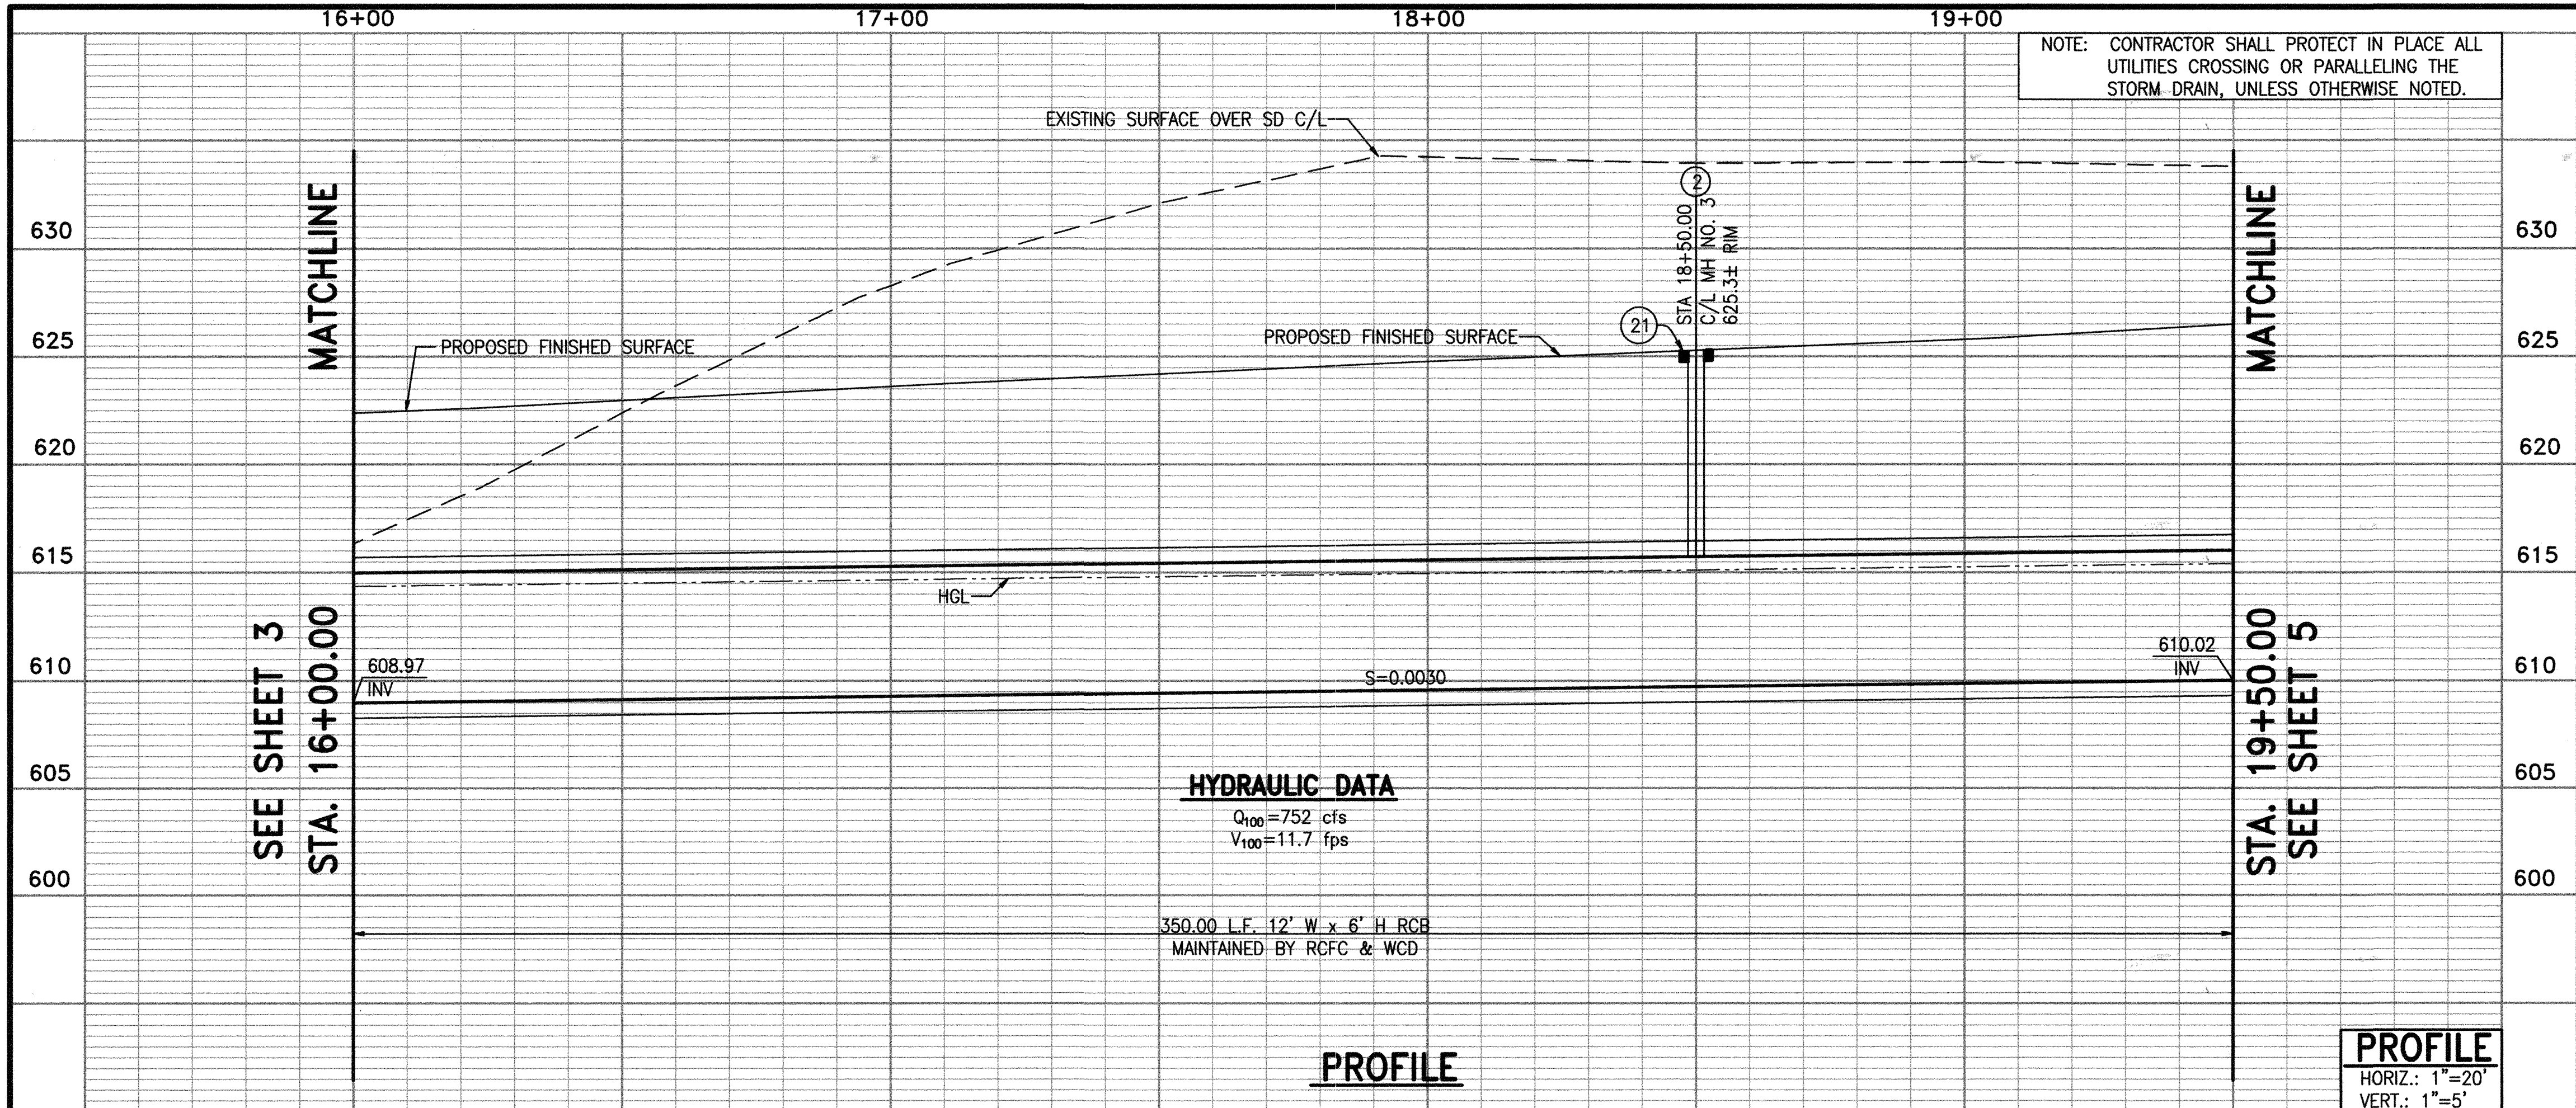 16+00 17+00 18+00 19+00
NOTE: CONTRACTOR SHALL PROTECT IN PLACE ALL
UTILITIES CROSSING OR PARALLELING THE
STORM DRAIN, UNLESS OTHERWISE NOTED.
EXISTING SURFACE OVER SD C/L
MATCHLINE
SEE SHEET 3
STA. 16+00.00
630
625
620
615
610
605
600
PROPOSED FINISHED SURFACE
PROPOSED FINISHED SURFACE
21
2
STA 18+50.00
C/L MH NO. 3
625.3± RIM
HGL
608.97
INV
S=0.0030
610.02
INV
HYDRAULIC DATA
Q100=752 cfs
V100=11.7 fps
350.00 L.F. 12' W x 6' H RCB
MAINTAINED BY RCFC & WCD
MATCHLINE
STA. 19+50.00
SEE SHEET 5
630
625
620
615
610
605
600
PROFILE
PROFILE
HORIZ.: 1"=20'
VERT.: 1"=5'